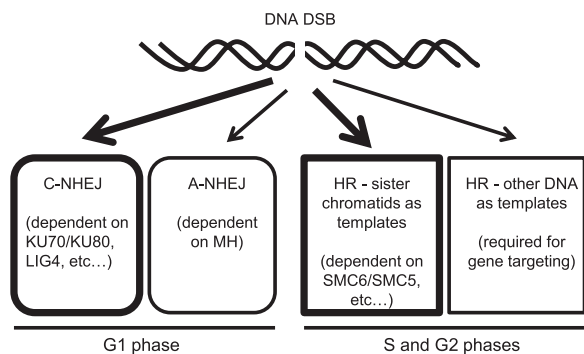 DNA DSB
C-NHEJ
(dependent on
KU70/KU80,
LIG4, etc...)
A-NHEJ
(dependent
on MH)
HR - sister
chromatids as
templates
(dependent on
SMC6/SMC5,
etc...)
HR - other DNA
as templates
(required for
gene targeting)
G1 phase
S and G2 phases